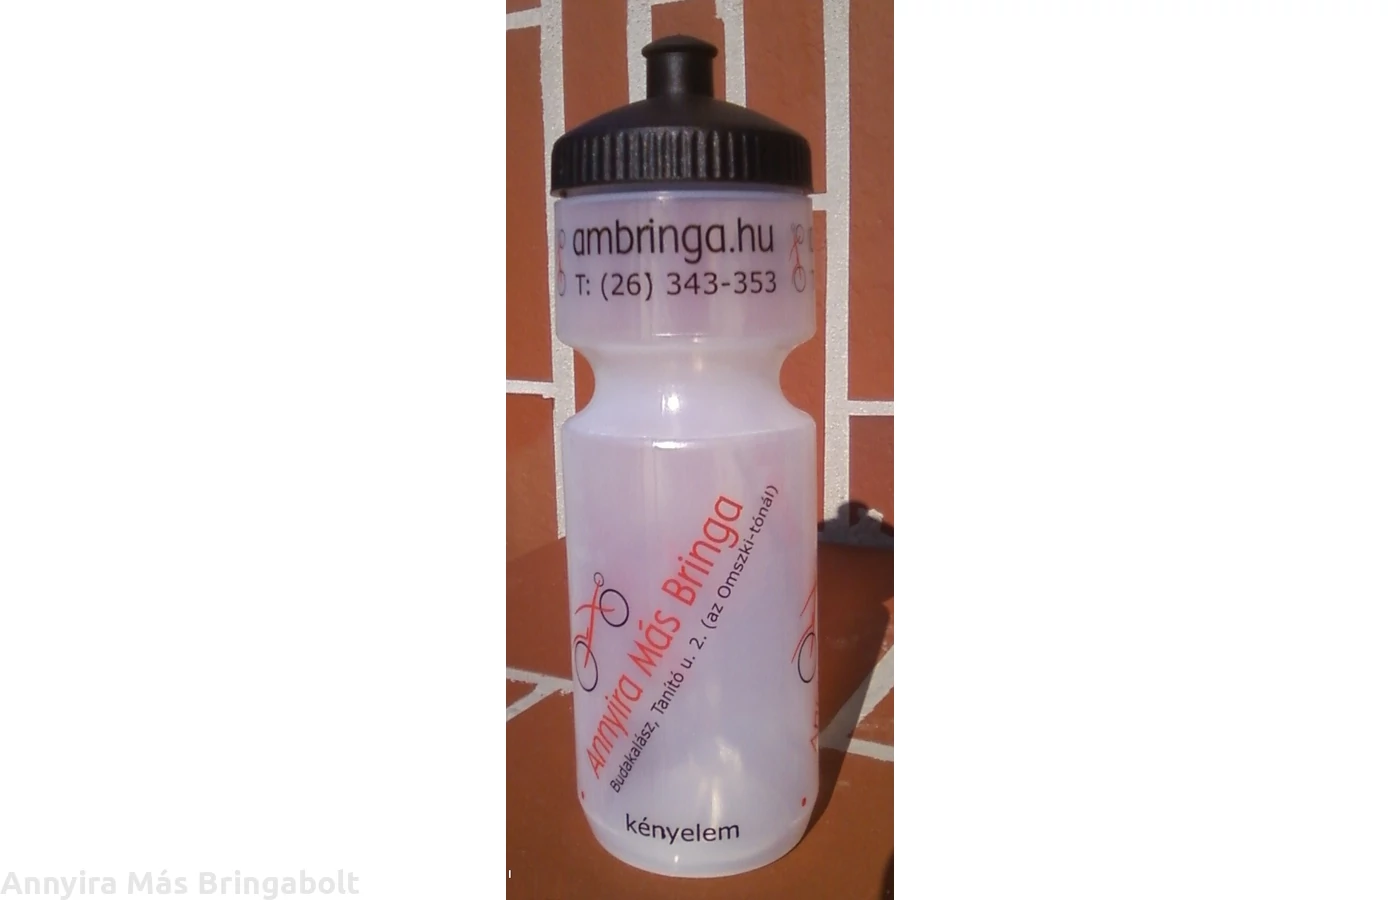 ambringa.hu
T: (26) 343-353
Annyira Más Bringa
Budakalász, Tanító u. 2. (az Omszki-tónál)
kényelem
Annyira Más Bringabolt